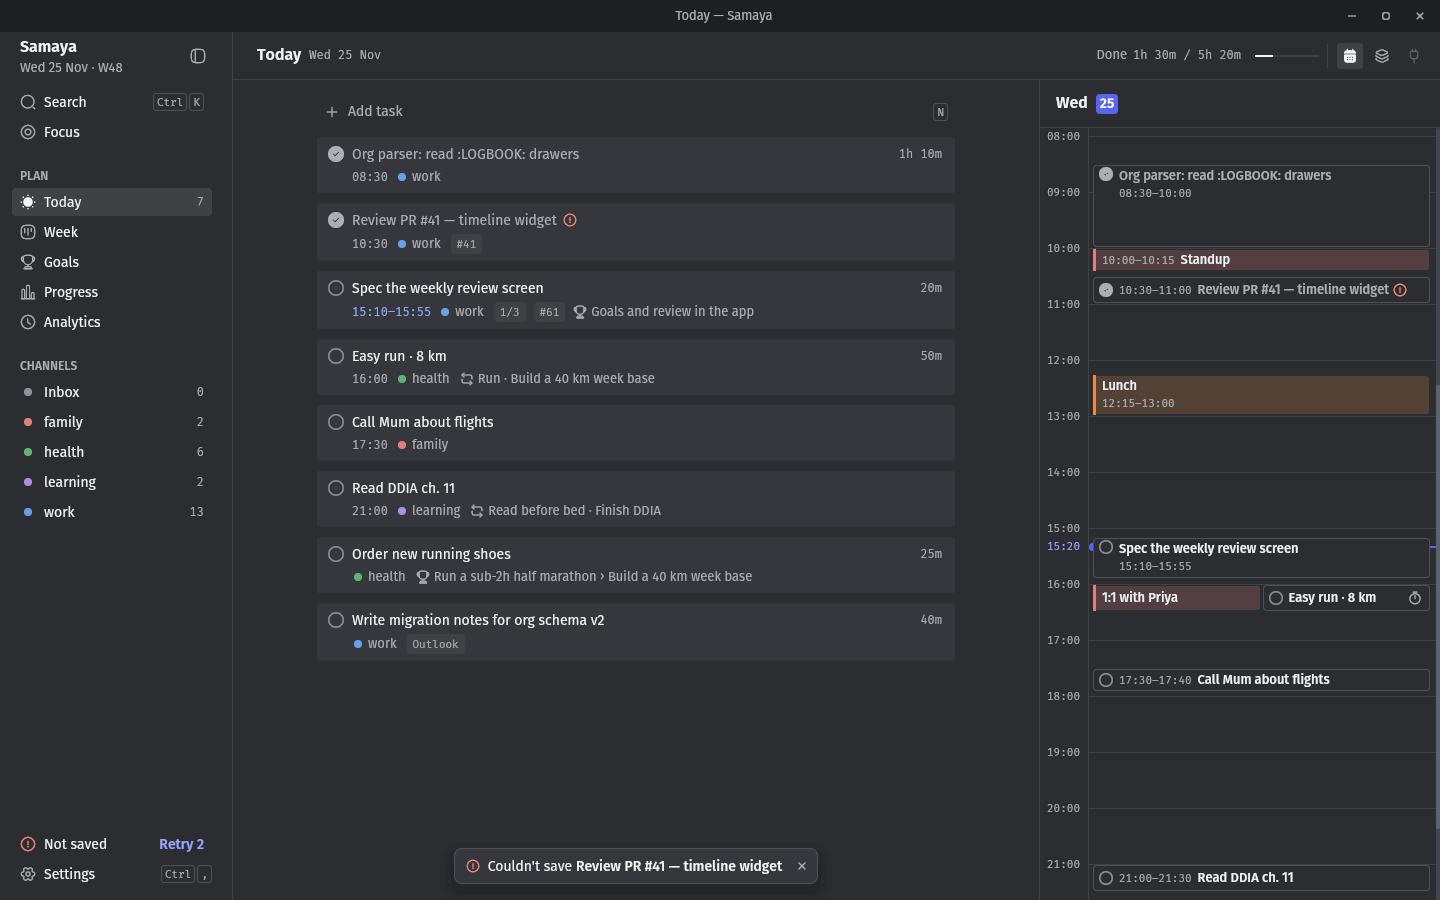 Today — Samaya
Samaya
Wed 25 Nov · W48
Search Ctrl K
Focus
PLAN
Today 7
Week
Goals
Progress
Analytics
CHANNELS
Inbox 0
family 2
health 6
learning 2
work 13
Not saved Retry 2
Settings Ctrl ,
Today Wed 25 Nov
Done 1h 30m / 5h 20m
Add task N
Org parser: read :LOGBOOK: drawers 1h 10m
08:30 work
Review PR #41 — timeline widget
10:30 work #41
Spec the weekly review screen 20m
15:10–15:55 work 1/3 #61 Goals and review in the app
Easy run · 8 km 50m
16:00 health Run · Build a 40 km week base
Call Mum about flights
17:30 family
Read DDIA ch. 11
21:00 learning Read before bed · Finish DDIA
Order new running shoes 25m
health Run a sub-2h half marathon › Build a 40 km week base
Write migration notes for org schema v2 40m
work Outlook
Couldn't save Review PR #41 — timeline widget
Wed 25
08:00
Org parser: read :LOGBOOK: drawers
09:00
08:30–10:00
10:00
10:00–10:15 Standup
10:30–11:00 Review PR #41 — timeline widget
11:00
12:00
Lunch
12:15–13:00
13:00
14:00
15:00
15:20
Spec the weekly review screen
15:10–15:55
16:00
1:1 with Priya
Easy run · 8 km
17:00
17:30–17:40 Call Mum about flights
18:00
19:00
20:00
21:00
21:00–21:30 Read DDIA ch. 11